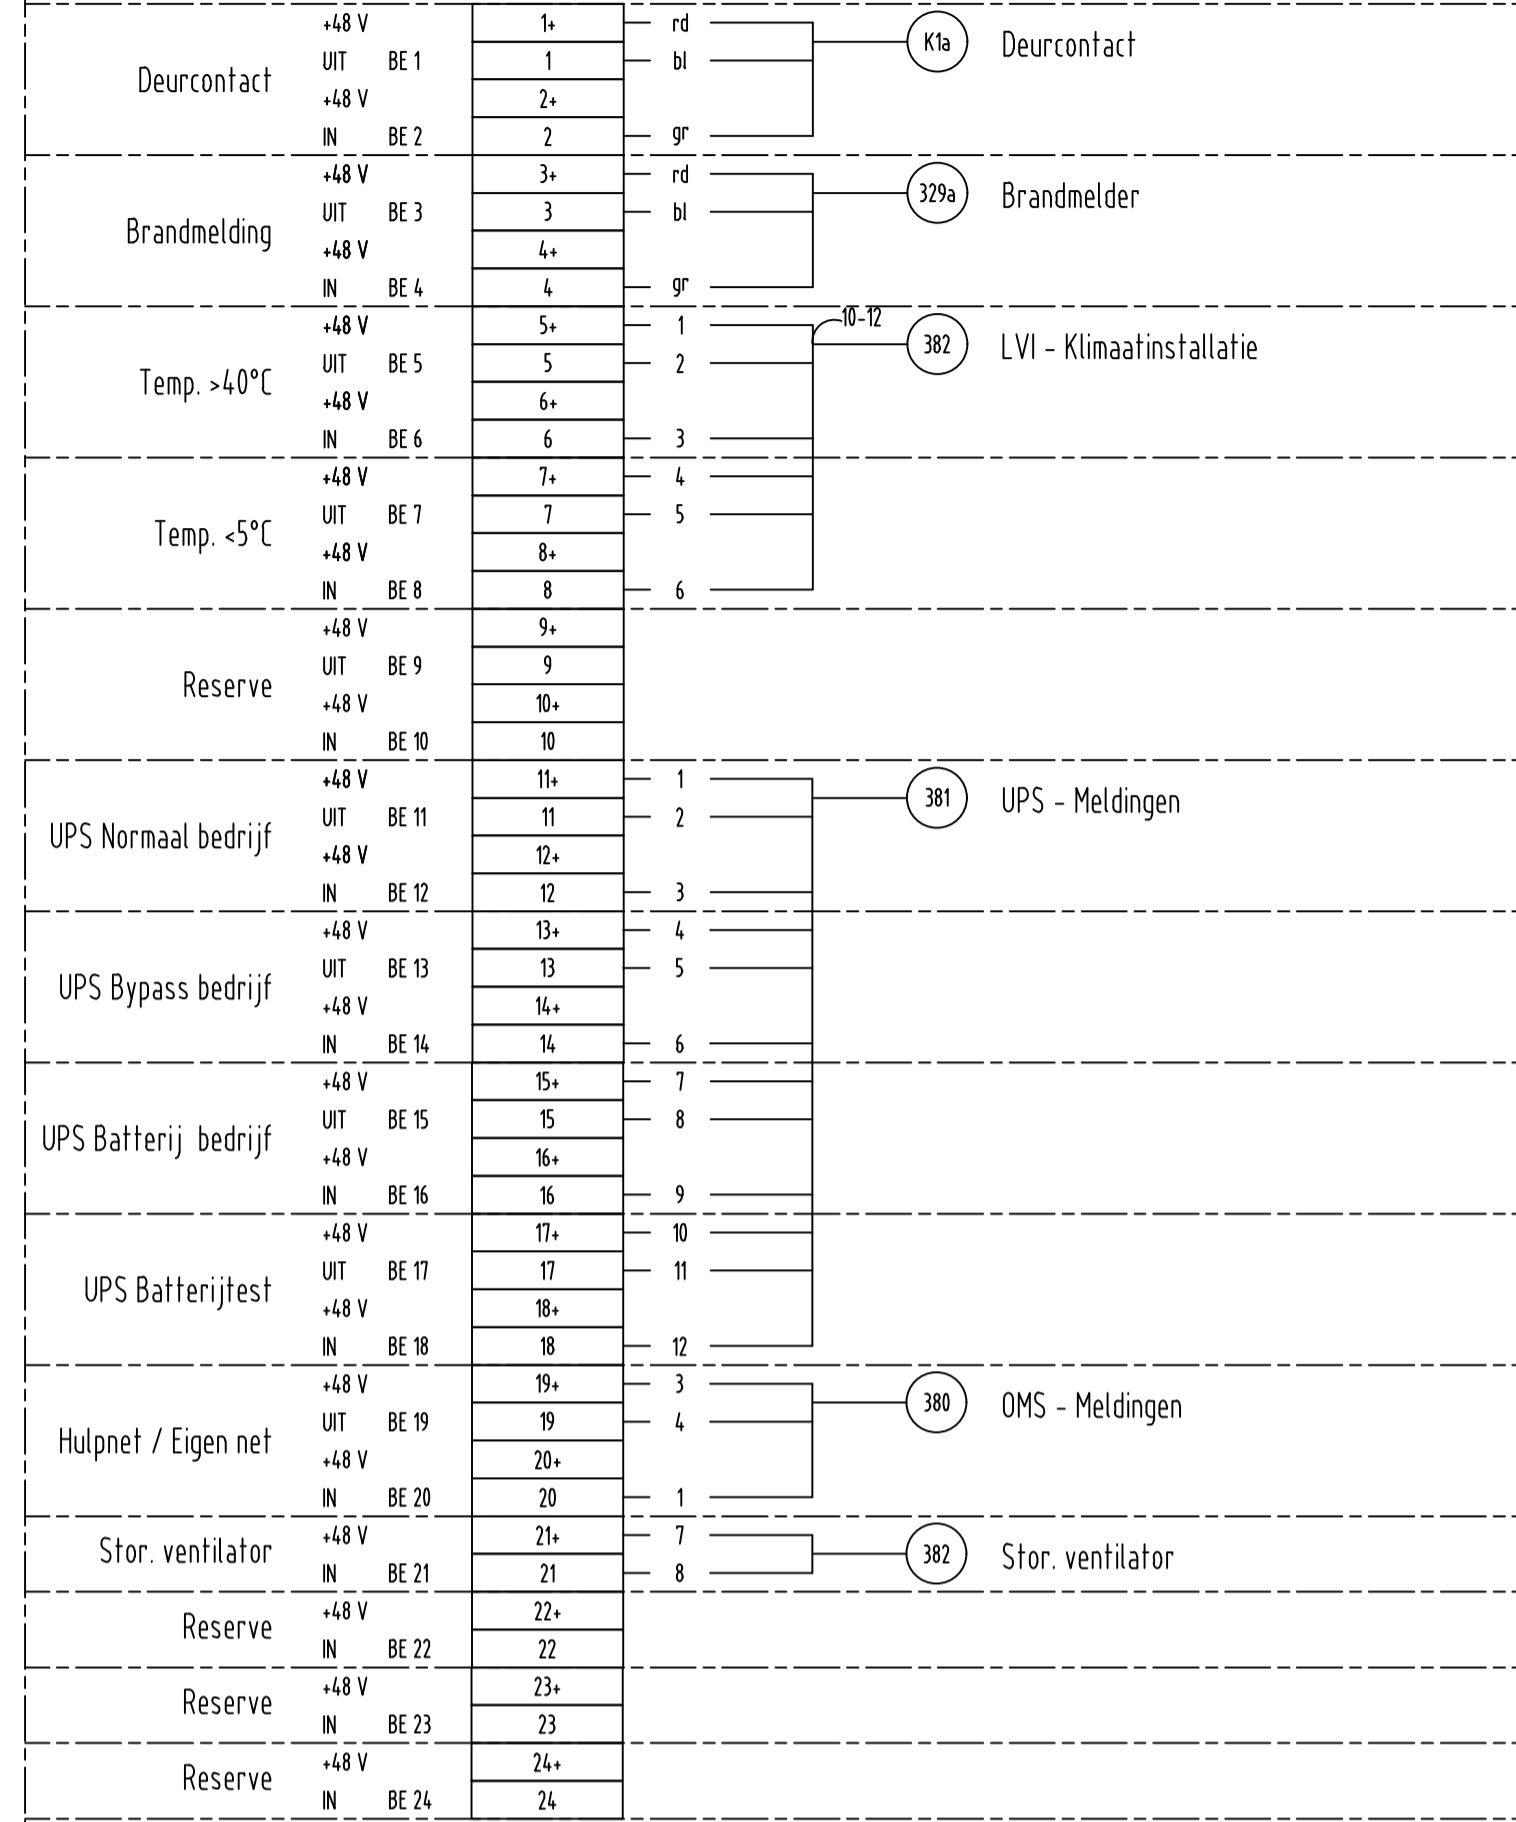 +48 V 1+ rd
K1a Deurcontact
UIT BE 1 1 bl
Deurcontact
+48 V 2+
IN BE 2 2 gr
+48 V 3+ rd
329a Brandmelder
UIT BE 3 3 bl
Brandmelding
+48 V 4+
IN BE 4 4 gr
+48 V 5+ 1 10-12
382 LVI - Klimaatinstallatie
UIT BE 5 5 2
Temp. >40°C
+48 V 6+
IN BE 6 6 3
+48 V 7+ 4
UIT BE 7 7 5
Temp. <5°C
+48 V 8+
IN BE 8 8 6
+48 V 9+
UIT BE 9 9
Reserve
+48 V 10+
IN BE 10 10
+48 V 11+ 1
381 UPS - Meldingen
UIT BE 11 11 2
UPS Normaal bedrijf
+48 V 12+
IN BE 12 12 3
+48 V 13+ 4
UIT BE 13 13 5
UPS Bypass bedrijf
+48 V 14+
IN BE 14 14 6
+48 V 15+ 7
UIT BE 15 15 8
UPS Batterij bedrijf
+48 V 16+
IN BE 16 16 9
+48 V 17+ 10
UIT BE 17 17 11
UPS Batterijtest
+48 V 18+
IN BE 18 18 12
+48 V 19+ 3
380 OMS - Meldingen
UIT BE 19 19 4
Hulpnet / Eigen net
+48 V 20+
IN BE 20 20 1
+48 V 21+ 7
Stor. ventilator 382 Stor. ventilator
IN BE 21 21 8
+48 V 22+
Reserve
IN BE 22 22
+48 V 23+
Reserve
IN BE 23 23
+48 V 24+
Reserve
IN BE 24 24